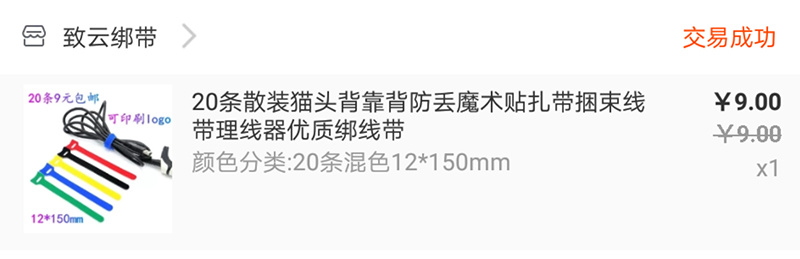 致云绑带
交易成功
20条9元包邮
可印刷logo
12*150mm
20条散装猫头背靠背防丢魔术贴扎带捆束线
带理线器优质绑线带
颜色分类:20条混色12*150mm
￥9.00
￥9.00
x1